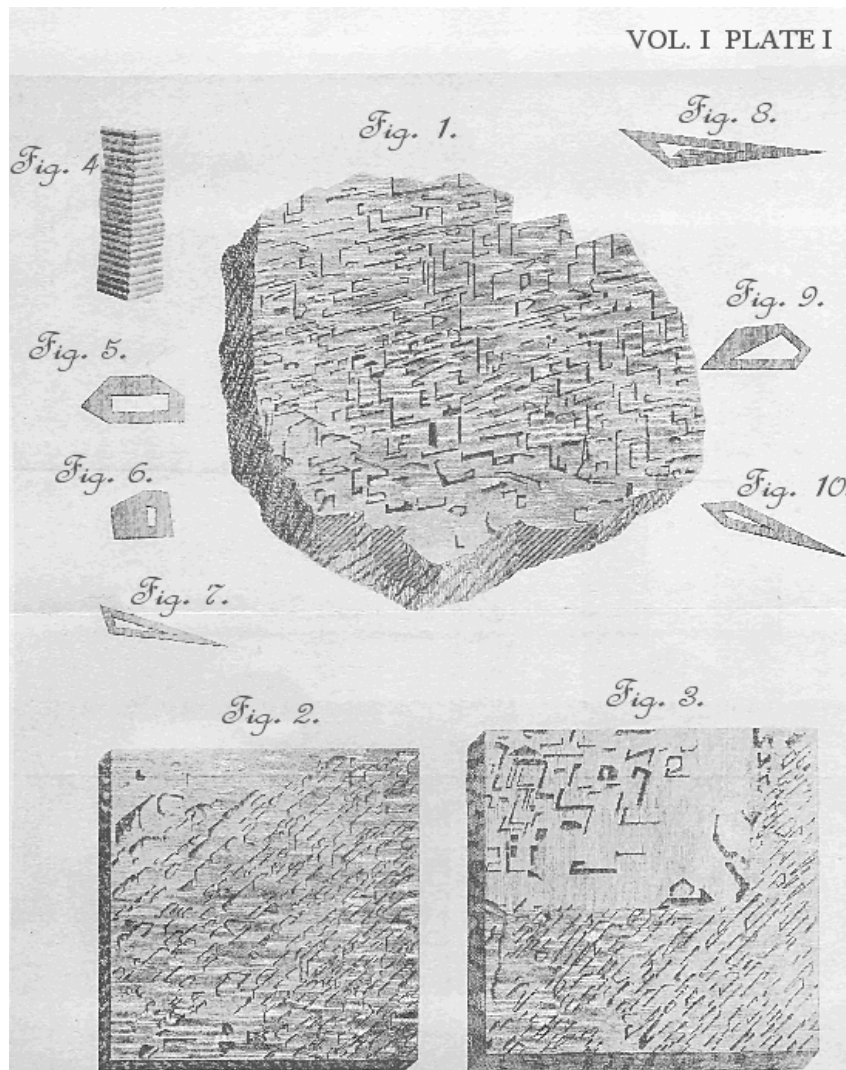 VOL. I PLATE I
Fig. 1.
Fig. 8.
Fig. 4
Fig. 9.
Fig. 5.
Fig. 6.
Fig. 10.
Fig. 7.
Fig. 2.
Fig. 3.